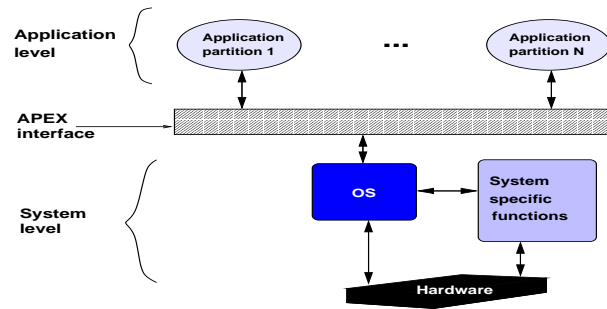 Application
level
Application
partition 1
...
Application
partition N
APEX
interface
System
level
OS
System
specific
functions
Hardware